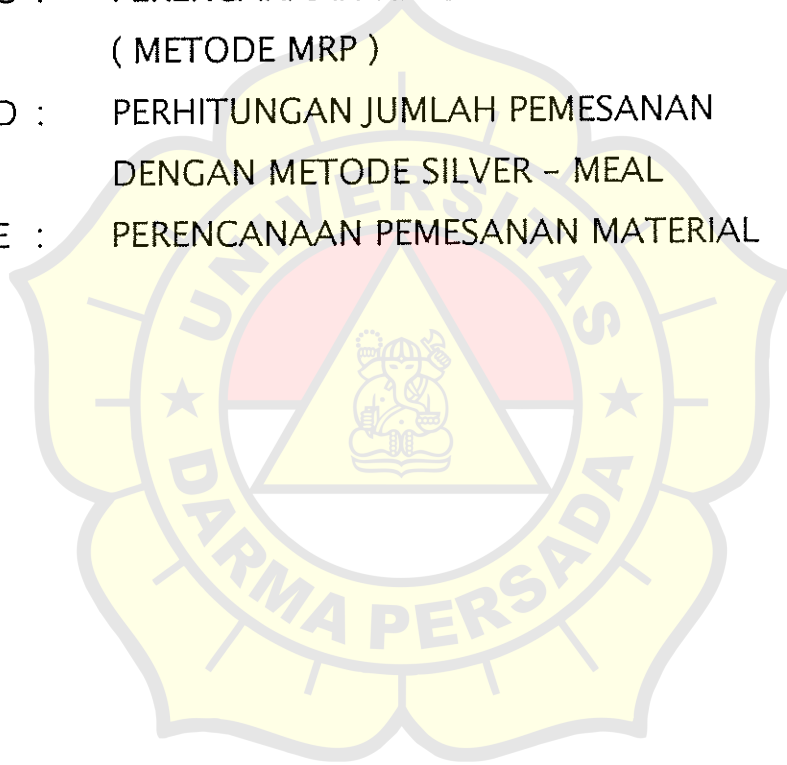 ( METODE MRP )
D : PERHITUNGAN JUMLAH PEMESANAN
DENGAN METODE SILVER – MEAL
E : PERENCANAAN PEMESANAN MATERIAL
UNIVERSITAS
DARMA PERSADA